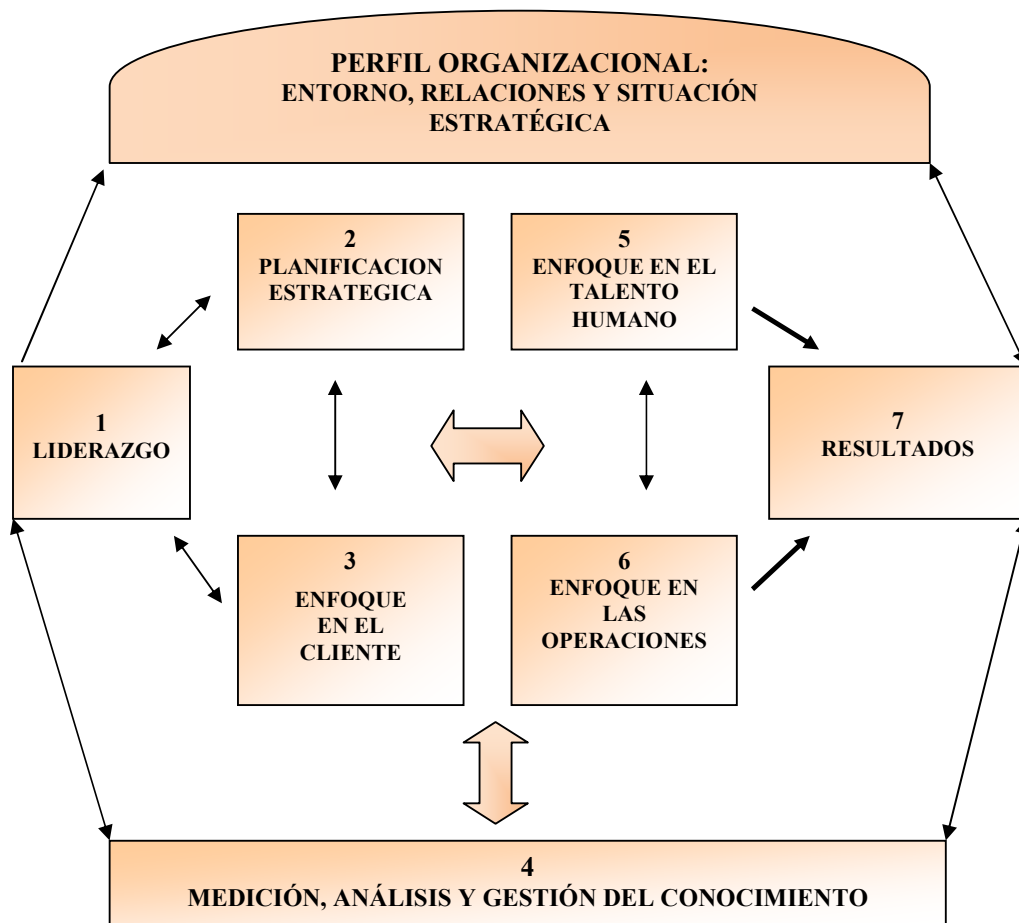 PERFIL ORGANIZACIONAL:
ENTORNO, RELACIONES Y SITUACIÓN
ESTRATÉGICA
2
PLANIFICACION
ESTRATEGICA
5
ENFOQUE EN EL
TALENTO
HUMANO
1
LIDERAZGO
7
RESULTADOS
3
ENFOQUE
EN EL
CLIENTE
6
ENFOQUE EN
LAS
OPERACIONES
4
MEDICIÓN, ANÁLISIS Y GESTIÓN DEL CONOCIMIENTO